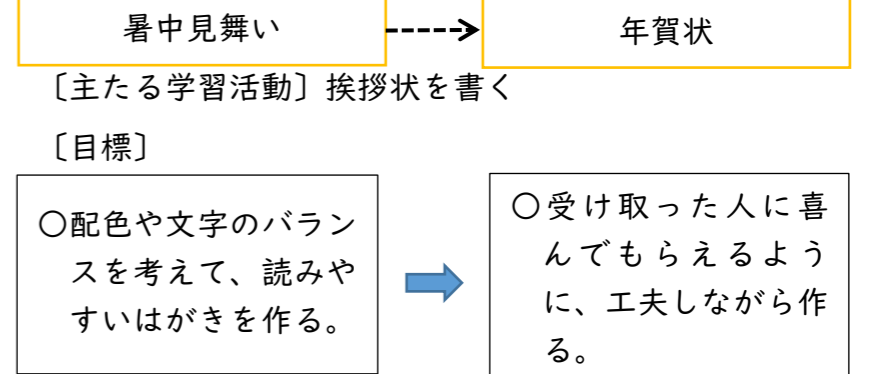 暑中見舞い
年賀状
〔主たる学習活動〕挨拶状を書く
〔目標〕
○配色や文字のバラン
スを考えて、読みや
すいはがきを作る。
○受け取った人に喜
んでもらえるよう
に、工夫しながら作
る。